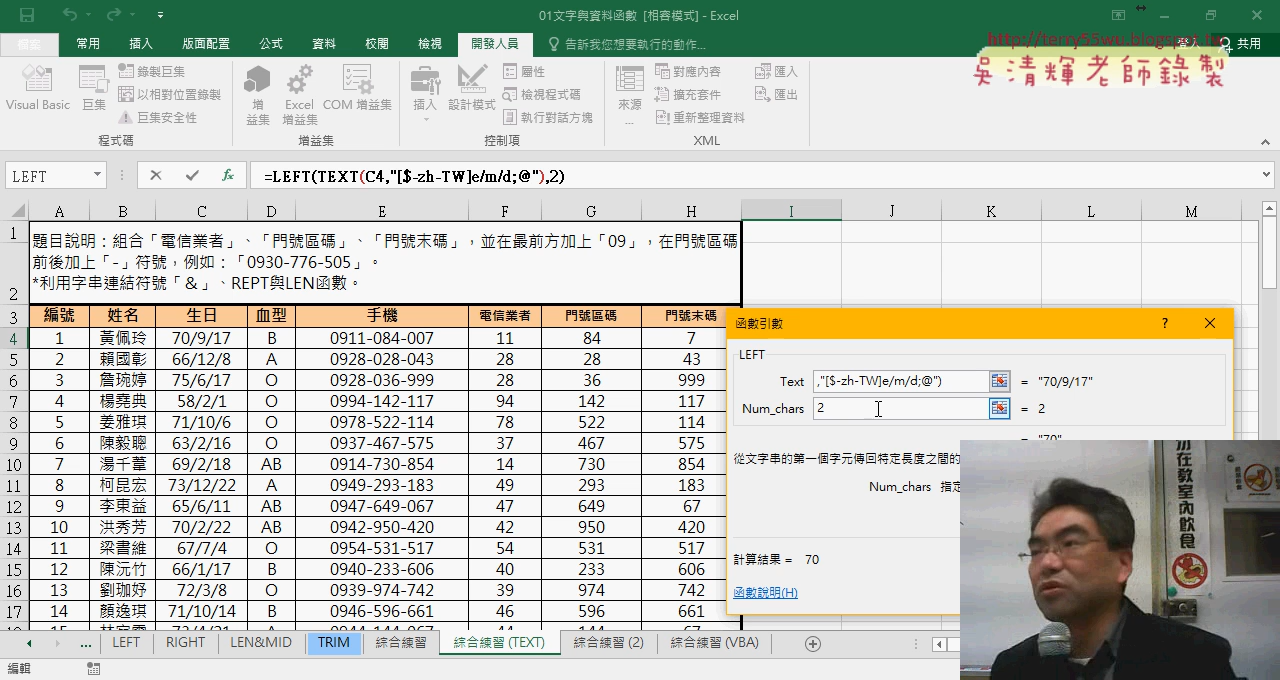 01文字與資料函數 [相容模式] - Excel
檔案 常用 插入 版面配置 公式 資料 校閱 檢視 開發人員 告訴我您想要執行的動作... 登入 共用
http://terry55wu.blogspot.tw
吳清輝老師錄製
Visual Basic 巨集 錄製巨集 以相對位置錄製 巨集安全性 程式碼
增益集 Excel 增益集 COM 增益集 增益集
插入 設計模式 屬性 檢視程式碼 執行對話方塊 控制項
來源... 對應內容 擴充套件 重新整理資料 匯入 匯出 XML
LEFT =LEFT(TEXT(C4,"[$-zh-TW]e/m/d;@"),2)
A B C D E F G H I J K L M
1
2
題目說明：組合「電信業者」、「門號區碼」、「門號末碼」，並在最前方加上「09」，在門號區碼
前後加上「-」符號，例如：「0930-776-505」。
*利用字串連結符號「&」、REPT與LEN函數。
3 編號 姓名 生日 血型 手機 電信業者 門號區碼 門號末碼
4 1 黃佩玲 70/9/17 B 0911-084-007 11 84 7
5 2 賴國彰 66/12/8 A 0928-028-043 28 28 43
6 3 詹琬婷 75/6/17 O 0928-036-999 28 36 999
7 4 楊堯典 58/2/1 O 0994-142-117 94 142 117
8 5 姜雅琪 71/10/6 O 0978-522-114 78 522 114
9 6 陳毅聰 63/2/16 O 0937-467-575 37 467 575
10 7 湯千葦 69/2/18 AB 0914-730-854 14 730 854
11 8 柯昆宏 73/12/22 A 0949-293-183 49 293 183
12 9 李東益 65/6/11 AB 0947-649-067 47 649 67
13 10 洪秀芳 70/2/22 AB 0942-950-420 42 950 420
14 11 梁書維 67/7/4 O 0954-531-517 54 531 517
15 12 陳沅竹 66/1/17 B 0940-233-606 40 233 606
16 13 劉珈妤 72/3/8 O 0939-974-742 39 974 742
17 14 顏逸琪 71/10/14 B 0946-596-661 46 596 661
函數引數 ?
LEFT
Text ,"[$-zh-TW]e/m/d;@") = "70/9/17"
Num_chars 2 = 2
= "70"
從文字串的第一個字元傳回特定長度之間的
Num_chars 指定
計算結果 = 70
函數說明(H)
勿在教室內飲食
... LEFT RIGHT LEN&MID TRIM 綜合練習 綜合練習 (TEXT) 綜合練習 (2) 綜合練習 (VBA)
編輯